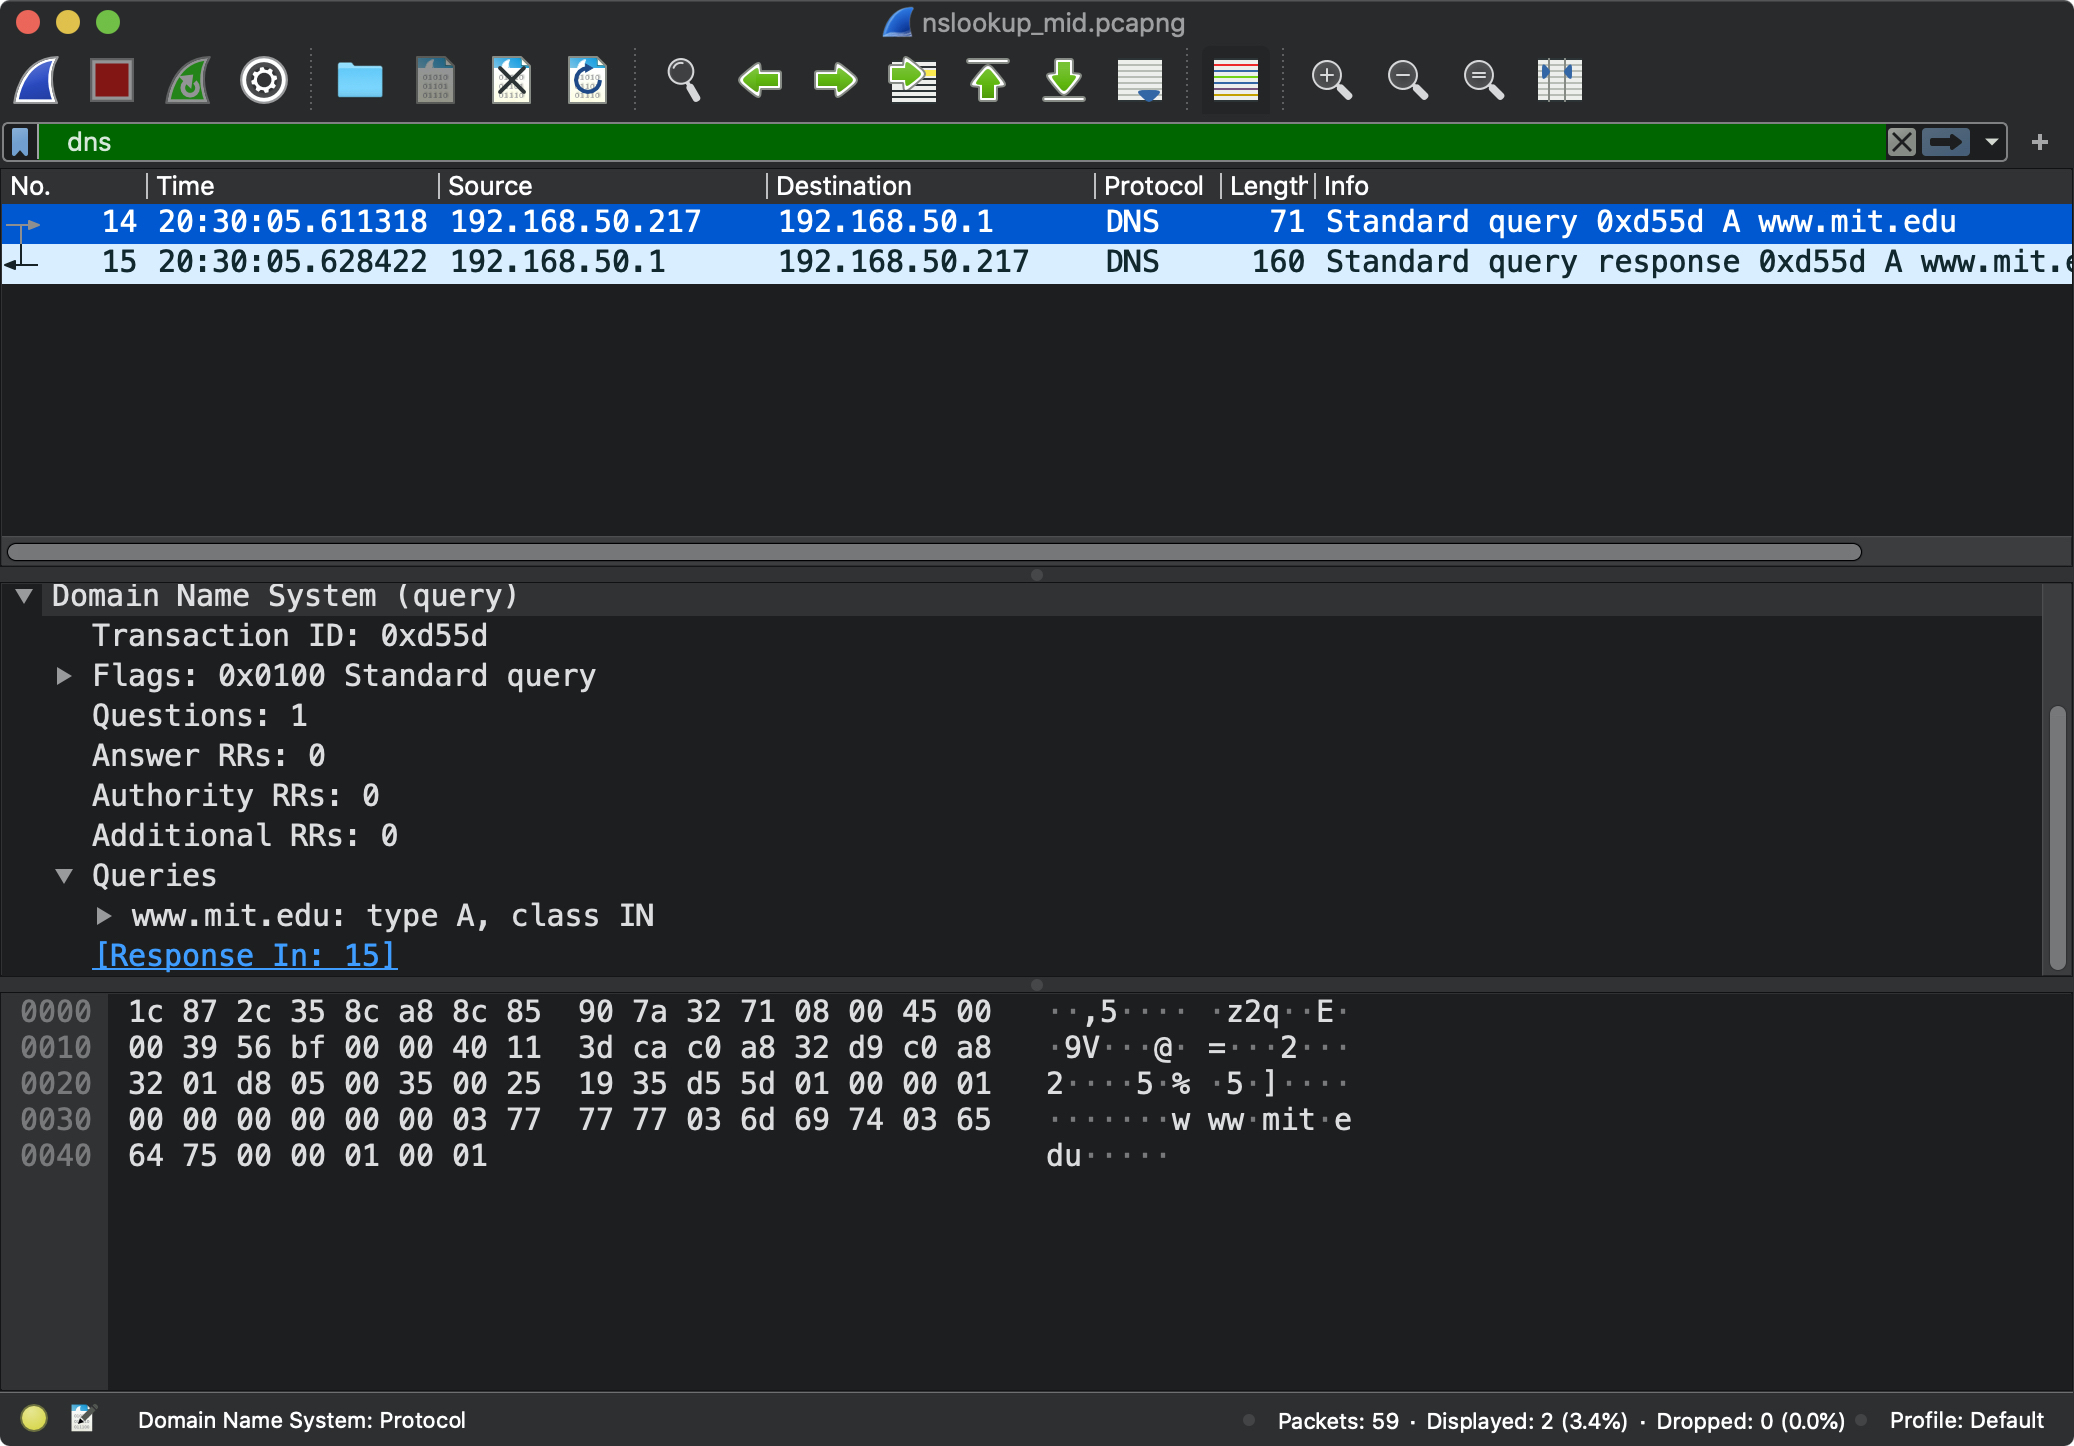 nslookup_mid.pcapng
dns
No. Time Source Destination Protocol Length Info
14 20:30:05.611318 192.168.50.217 192.168.50.1 DNS 71 Standard query 0xd55d A www.mit.edu
15 20:30:05.628422 192.168.50.1 192.168.50.217 DNS 160 Standard query response 0xd55d A www.mit.e
Domain Name System (query)
Transaction ID: 0xd55d
Flags: 0x0100 Standard query
Questions: 1
Answer RRs: 0
Authority RRs: 0
Additional RRs: 0
Queries
www.mit.edu: type A, class IN
[Response In: 15]
0000 1c 87 2c 35 8c a8 8c 85 90 7a 32 71 08 00 45 00 ··,5···· ·z2q··E·
0010 00 39 56 bf 00 00 40 11 3d ca c0 a8 32 d9 c0 a8 ·9V···@· =···2···
0020 32 01 d8 05 00 35 00 25 19 35 d5 5d 01 00 00 01 2····5·% ·5·]····
0030 00 00 00 00 00 00 03 77 77 77 03 6d 69 74 03 65 ·······w ww·mit·e
0040 64 75 00 00 01 00 01 du·····
Domain Name System: Protocol Packets: 59 · Displayed: 2 (3.4%) · Dropped: 0 (0.0%) Profile: Default